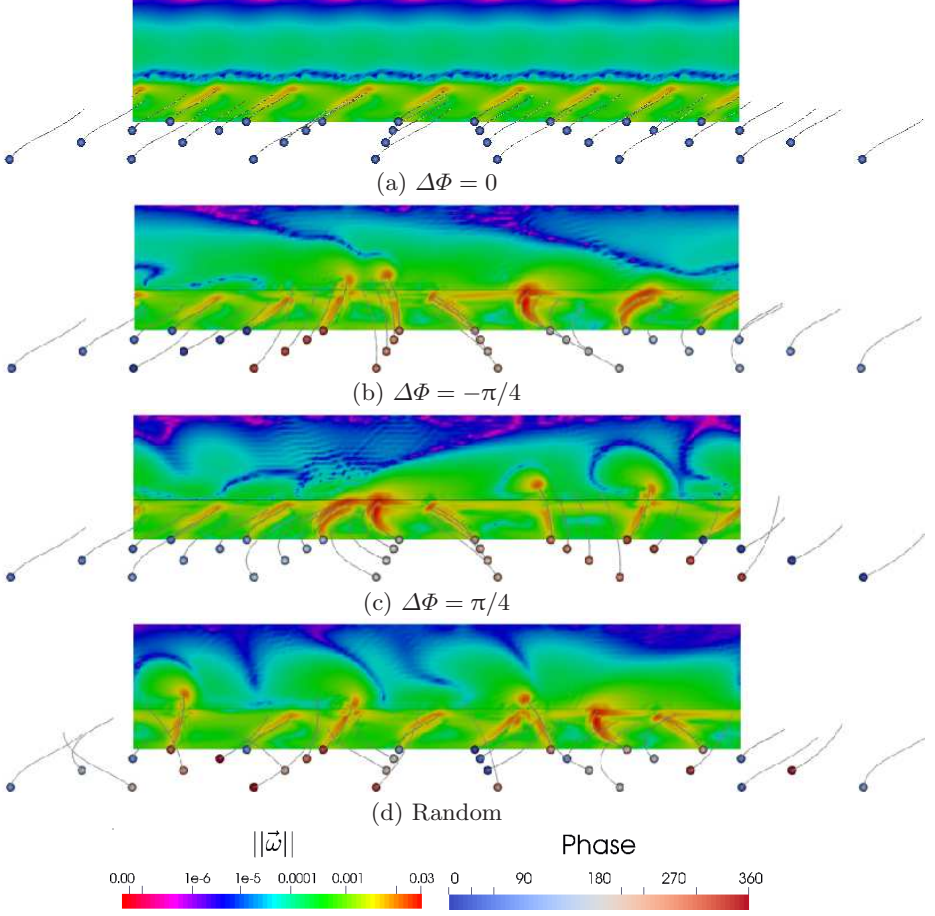 (a) ΔΦ = 0
(b) ΔΦ = −π/4
(c) ΔΦ = π/4
(d) Random
||ω⃗|| Phase
0.00 1e-6 1e-5 0.0001 0.001 0.03 0 90 180 270 360